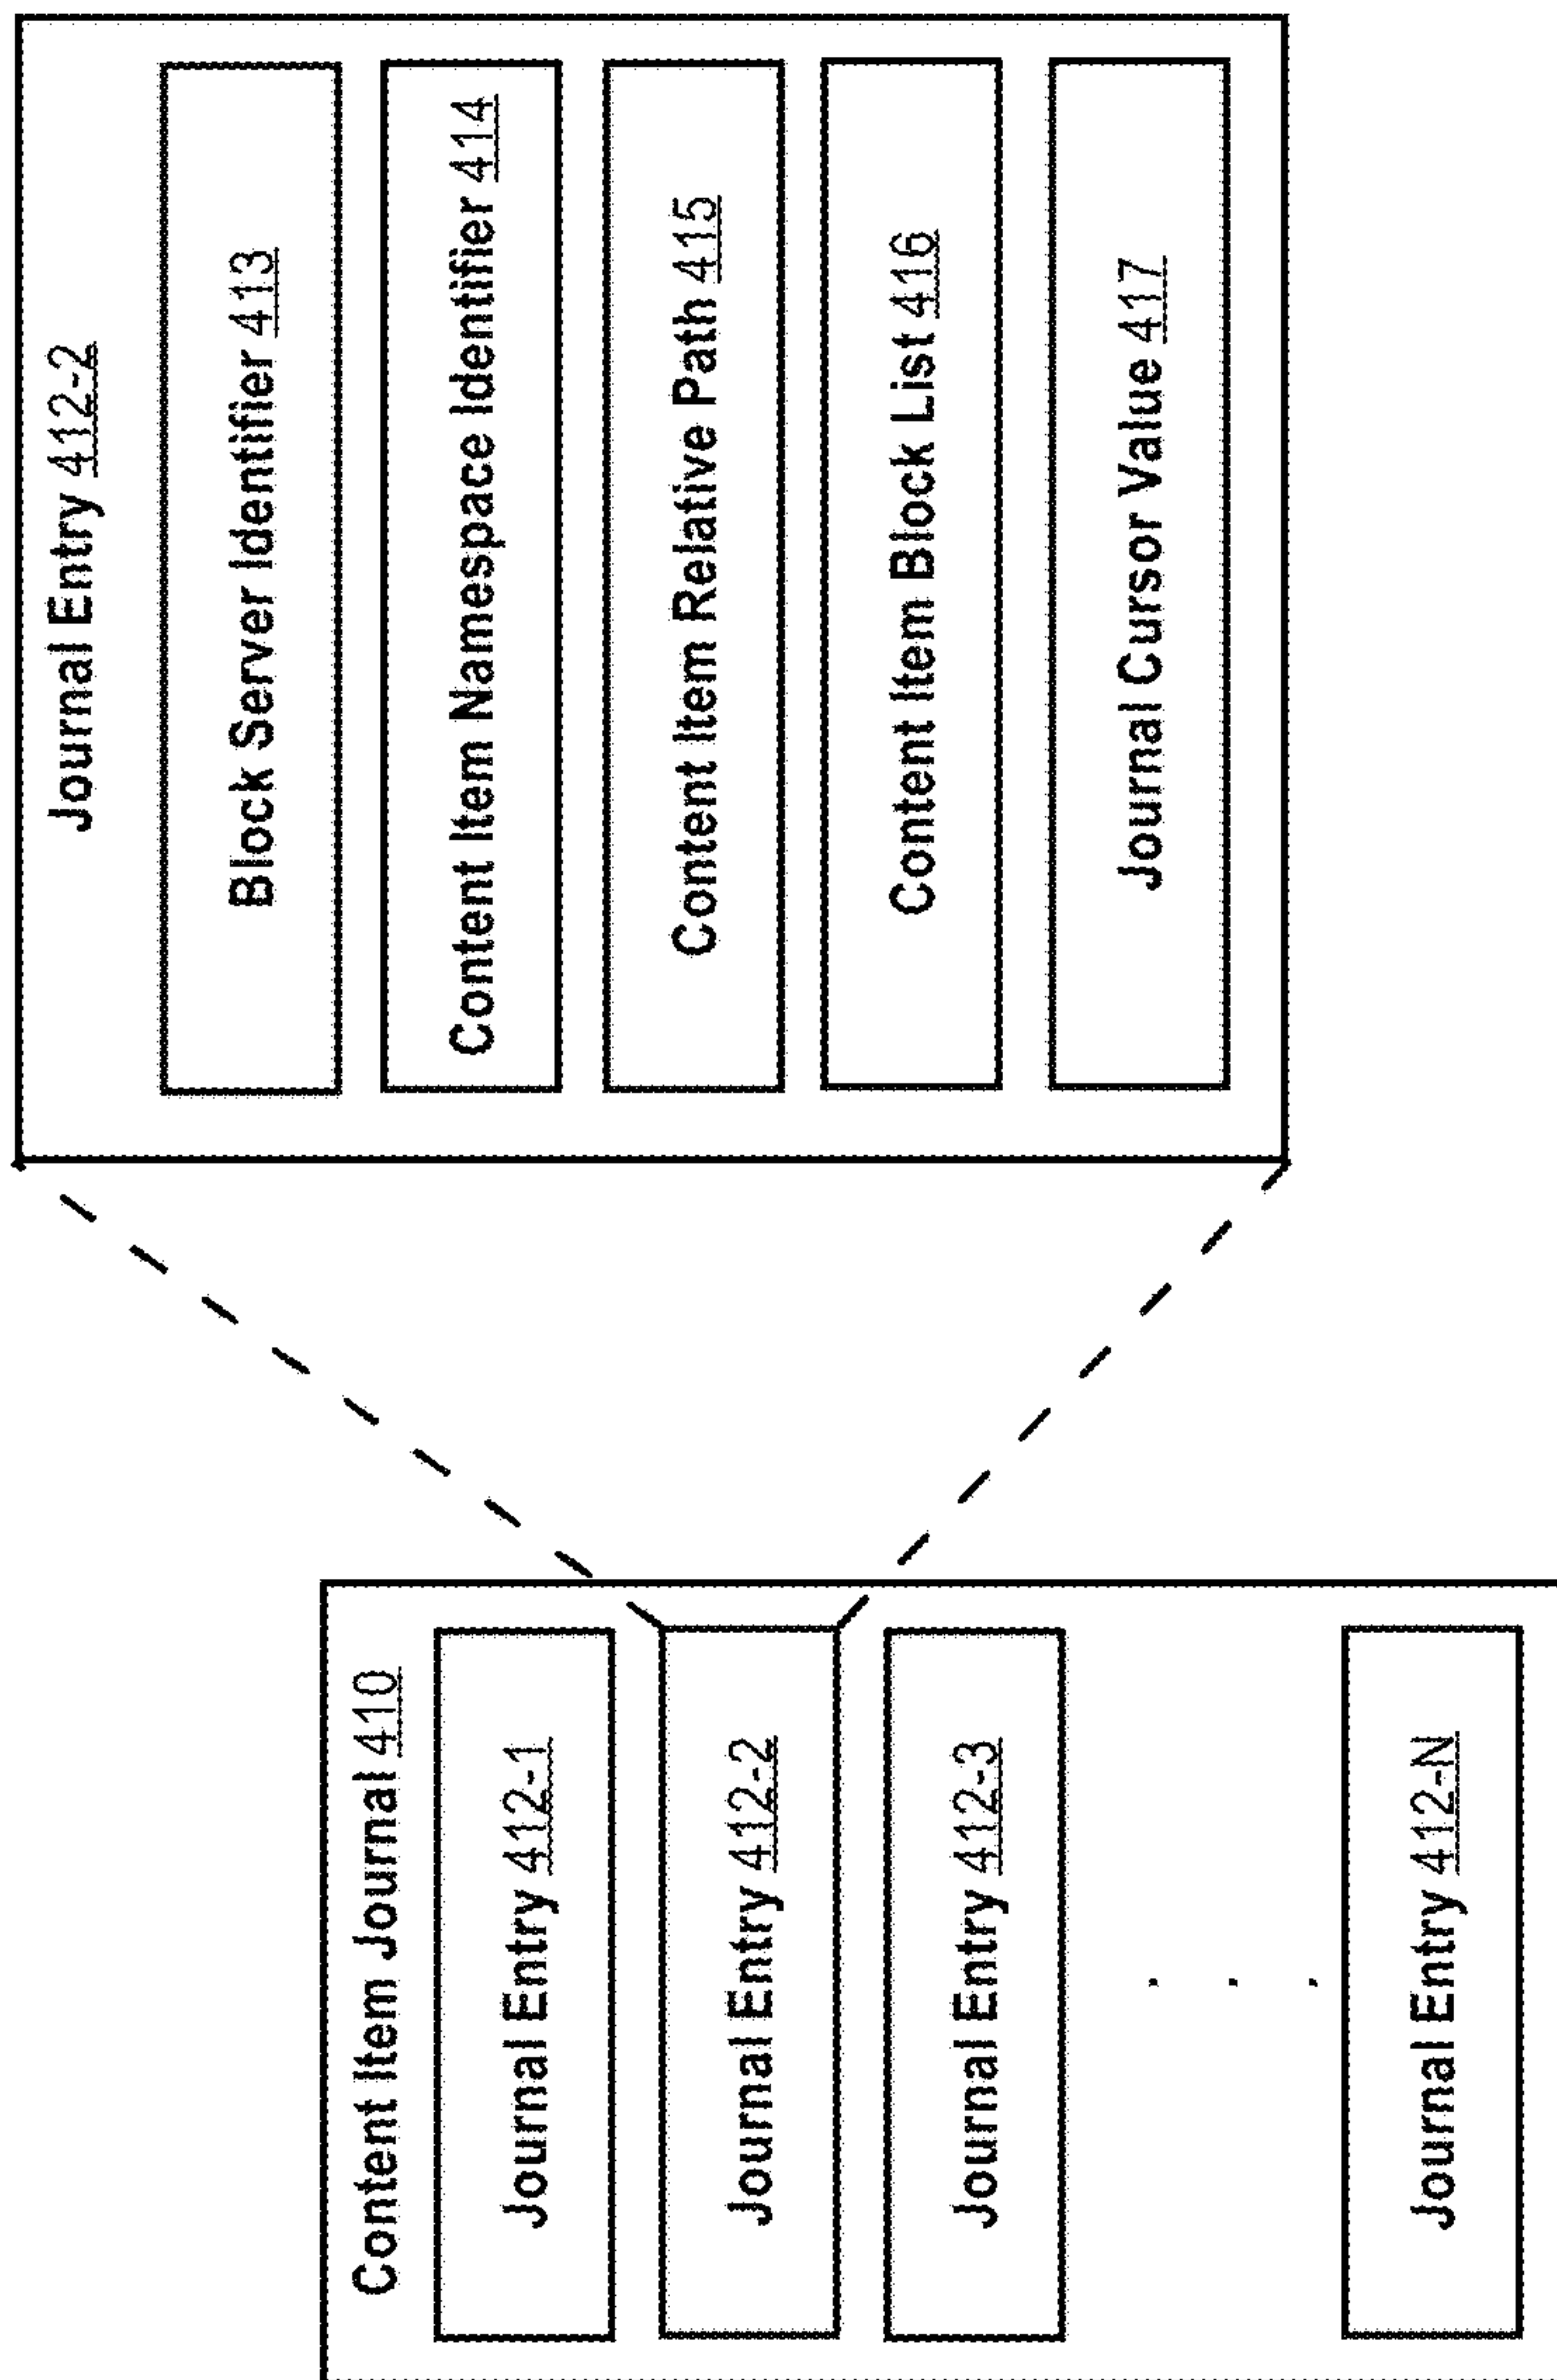 Content Item Journal 410
Journal Entry 412-1
Journal Entry 412-2
Journal Entry 412-3
. . .
Journal Entry 412-N
Journal Entry 412-2
Block Server Identifier 413
Content Item Namespace Identifier 414
Content Item Relative Path 415
Content Item Block List 416
Journal Cursor Value 417